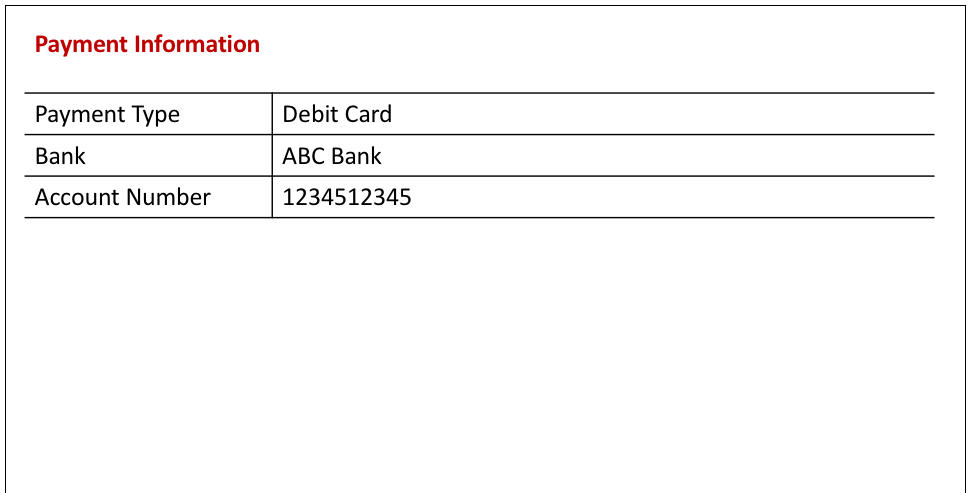 Payment Information
Payment Type Debit Card
Bank ABC Bank
Account Number 1234512345